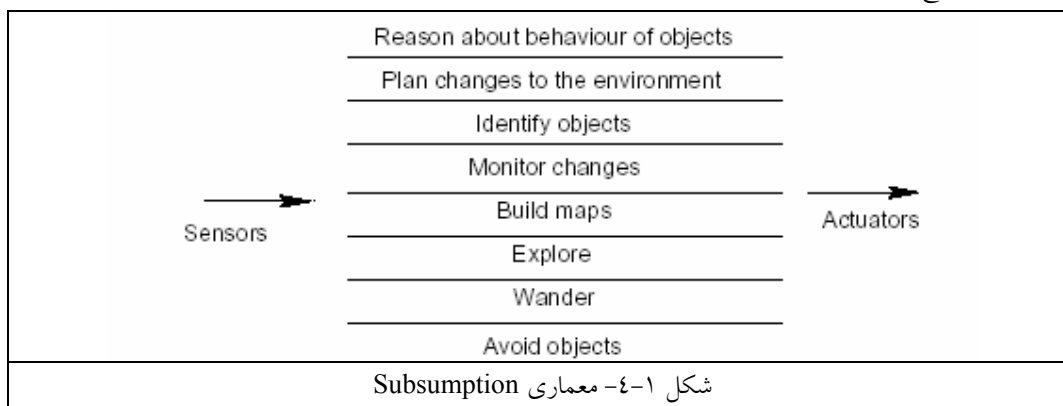 Reason about behaviour of objects
Plan changes to the environment
Identify objects
Monitor changes
Sensors
Build maps
Actuators
Explore
Wander
Avoid objects
شکل ۱-٤- معماری Subsumption